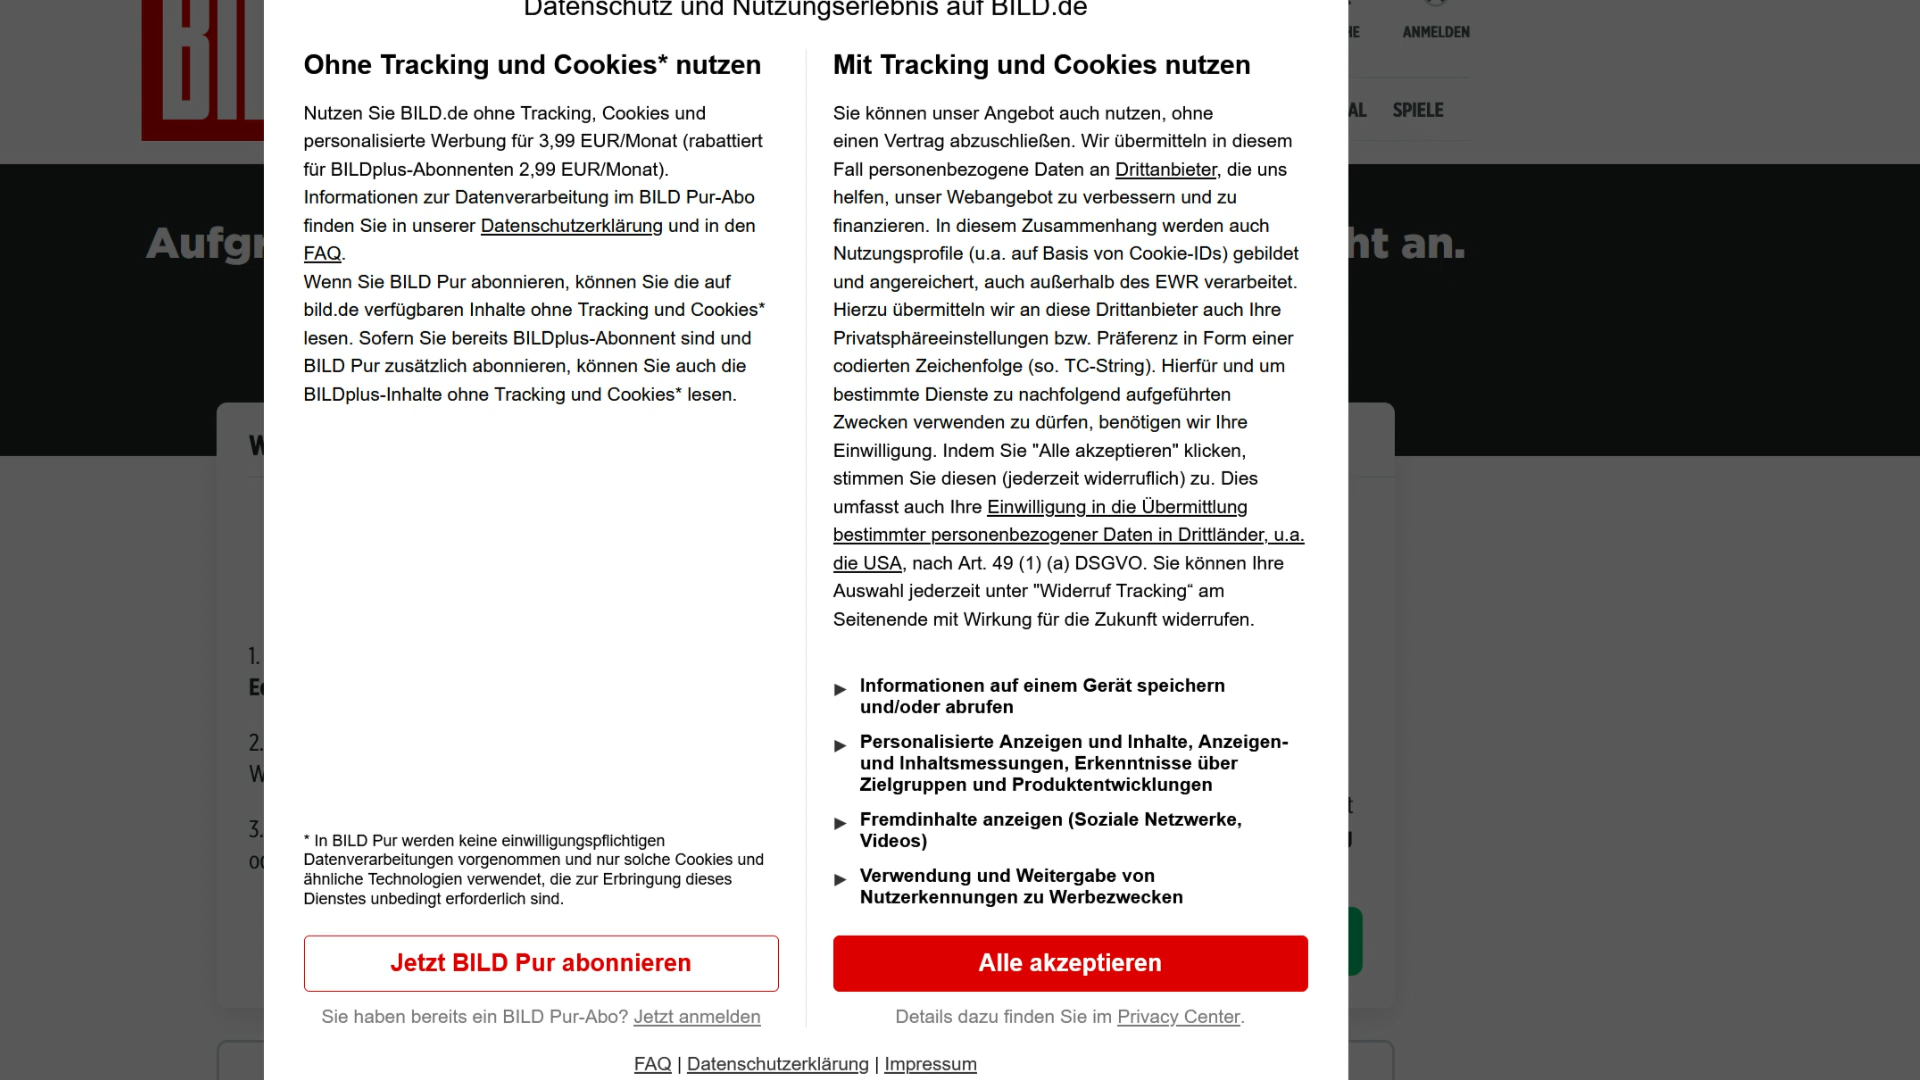 Datenschutz und Nutzungserlebnis auf BILD.de
ANMELDEN
SPIELE
Ohne Tracking und Cookies* nutzen
Nutzen Sie BILD.de ohne Tracking, Cookies und
personalisierte Werbung für 3,99 EUR/Monat (rabattiert
für BILDplus-Abonnenten 2,99 EUR/Monat).
Informationen zur Datenverarbeitung im BILD Pur-Abo
finden Sie in unserer Datenschutzerklärung und in den
FAQ.
Wenn Sie BILD Pur abonnieren, können Sie die auf
bild.de verfügbaren Inhalte ohne Tracking und Cookies*
lesen. Sofern Sie bereits BILDplus-Abonnent sind und
BILD Pur zusätzlich abonnieren, können Sie auch die
BILDplus-Inhalte ohne Tracking und Cookies* lesen.
* In BILD Pur werden keine einwilligungspflichtigen
Datenverarbeitungen vorgenommen und nur solche Cookies und
ähnliche Technologien verwendet, die zur Erbringung dieses
Dienstes unbedingt erforderlich sind.
Jetzt BILD Pur abonnieren
Sie haben bereits ein BILD Pur-Abo? Jetzt anmelden
Mit Tracking und Cookies nutzen
Sie können unser Angebot auch nutzen, ohne
einen Vertrag abzuschließen. Wir übermitteln in diesem
Fall personenbezogene Daten an Drittanbieter, die uns
helfen, unser Webangebot zu verbessern und zu
finanzieren. In diesem Zusammenhang werden auch
Nutzungsprofile (u.a. auf Basis von Cookie-IDs) gebildet
und angereichert, auch außerhalb des EWR verarbeitet.
Hierzu übermitteln wir an diese Drittanbieter auch Ihre
Privatsphäreeinstellungen bzw. Präferenz in Form einer
codierten Zeichenfolge (so. TC-String). Hierfür und um
bestimmte Dienste zu nachfolgend aufgeführten
Zwecken verwenden zu dürfen, benötigen wir Ihre
Einwilligung. Indem Sie "Alle akzeptieren" klicken,
stimmen Sie diesen (jederzeit widerruflich) zu. Dies
umfasst auch Ihre Einwilligung in die Übermittlung
bestimmter personenbezogener Daten in Drittländer, u.a.
die USA, nach Art. 49 (1) (a) DSGVO. Sie können Ihre
Auswahl jederzeit unter "Widerruf Tracking“ am
Seitenende mit Wirkung für die Zukunft widerrufen.
Informationen auf einem Gerät speichern
und/oder abrufen
Personalisierte Anzeigen und Inhalte, Anzeigen-
und Inhaltsmessungen, Erkenntnisse über
Zielgruppen und Produktentwicklungen
Fremdinhalte anzeigen (Soziale Netzwerke,
Videos)
Verwendung und Weitergabe von
Nutzerkennungen zu Werbezwecken
Alle akzeptieren
Details dazu finden Sie im Privacy Center.
FAQ | Datenschutzerklärung | Impressum
an.
1.
2.
3.